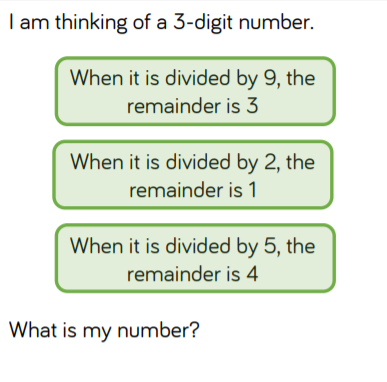 I am thinking of a 3-digit number.
When it is divided by 9, the
remainder is 3
When it is divided by 2, the
remainder is 1
When it is divided by 5, the
remainder is 4
What is my number?